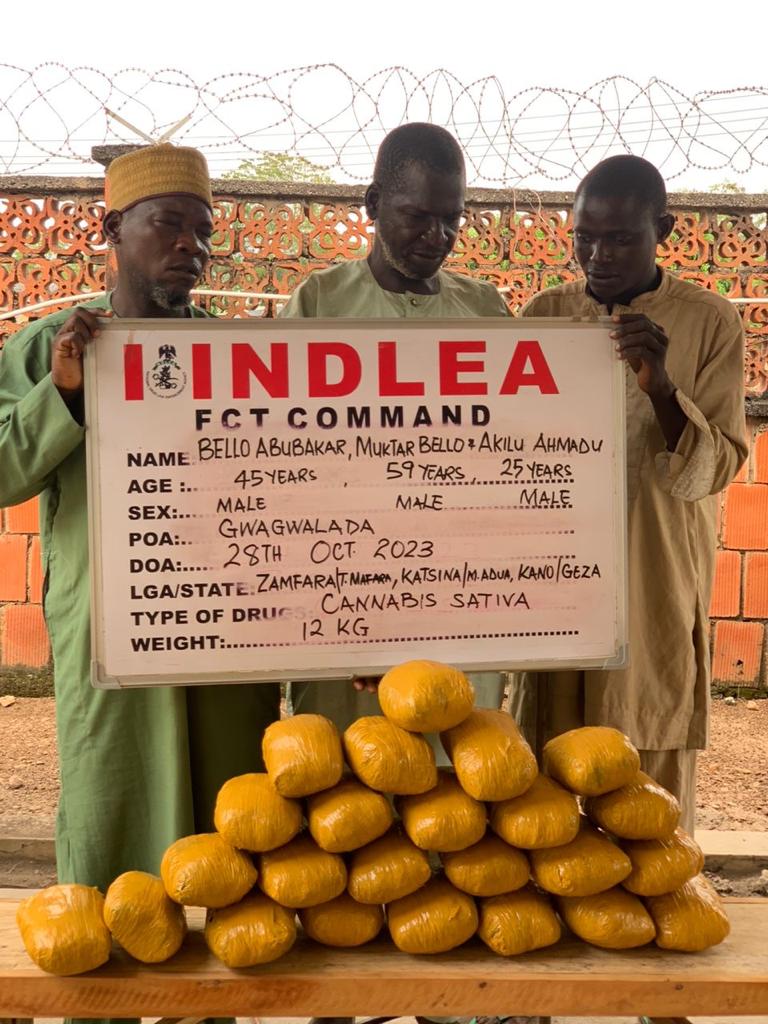 NDLEA
FCT COMMAND
NAME BELLO ABUBAKAR, MUKTAR BELLO & AKILU AHMADU
AGE :.. 45 YEARS , 59 YEARS, 25 YEARS
SEX:... MALE MALE MALE
POA:... GWAGWALADA
DOA:..... 28TH OCT. 2023
LGA/STATE: ZAMFARA/T.MAFARA, KATSINA/M.ADUA, KANO/GEZA
TYPE OF DRUGS: CANNABIS SATIVA
WEIGHT:... 12 KG